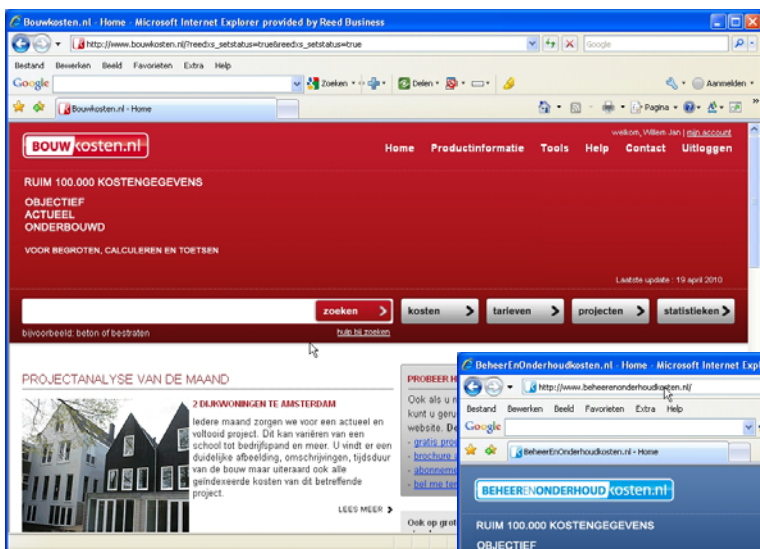 Bouwkosten.nl - Home - Microsoft Internet Explorer provided by Reed Business
http://www.bouwkosten.nl/?reedxs_setstatus=true&reedxs_setstatus=true
Google
Bestand Bewerken Beeld Favorieten Extra Help
Google Zoeken Delen Aanmelden
Bouwkosten.nl - Home Pagina
welkom, Willem Jan | mijn account
BOUWkosten.nl
Home Productinformatie Tools Help Contact Uitloggen
RUIM 100.000 KOSTENGEGEVENS
OBJECTIEF
ACTUEEL
ONDERBOUWD
VOOR BEGROTEN, CALCULEREN EN TOETSEN
Laatste update : 19 april 2010
zoeken kosten tarieven projecten statistieken
bijvoorbeeld: beton of bestraten hulp bij zoeken
PROJECTANALYSE VAN DE MAAND
2 DIJKWONINGEN TE AMSTERDAM
Iedere maand zorgen we voor een actueel en
voltooid project. Dit kan variëren van een
school tot bedrijfspand en meer. U vindt er een
duidelijke afbeelding, omschrijvingen, tijdsduur
van de bouw maar uiteraard ook alle
geïndexeerde kosten van dit betreffende
project.
LEES MEER
PROBEER
Ook als u
kunt u
website.
- gratis
- brochure
-
- bel me
Ook op
BeheerEnOnderhoudkosten.nl - Home - Microsoft Internet
http://www.beheerenonderhoudkosten.nl/
Bestand Bewerken Beeld Favorieten Extra Help
Google
BeheerEnOnderhoudkosten.nl - Home
BEHEERENONDERHOUDkosten.nl
RUIM 100.000 KOSTENGEGEVENS
OBJECTIEF